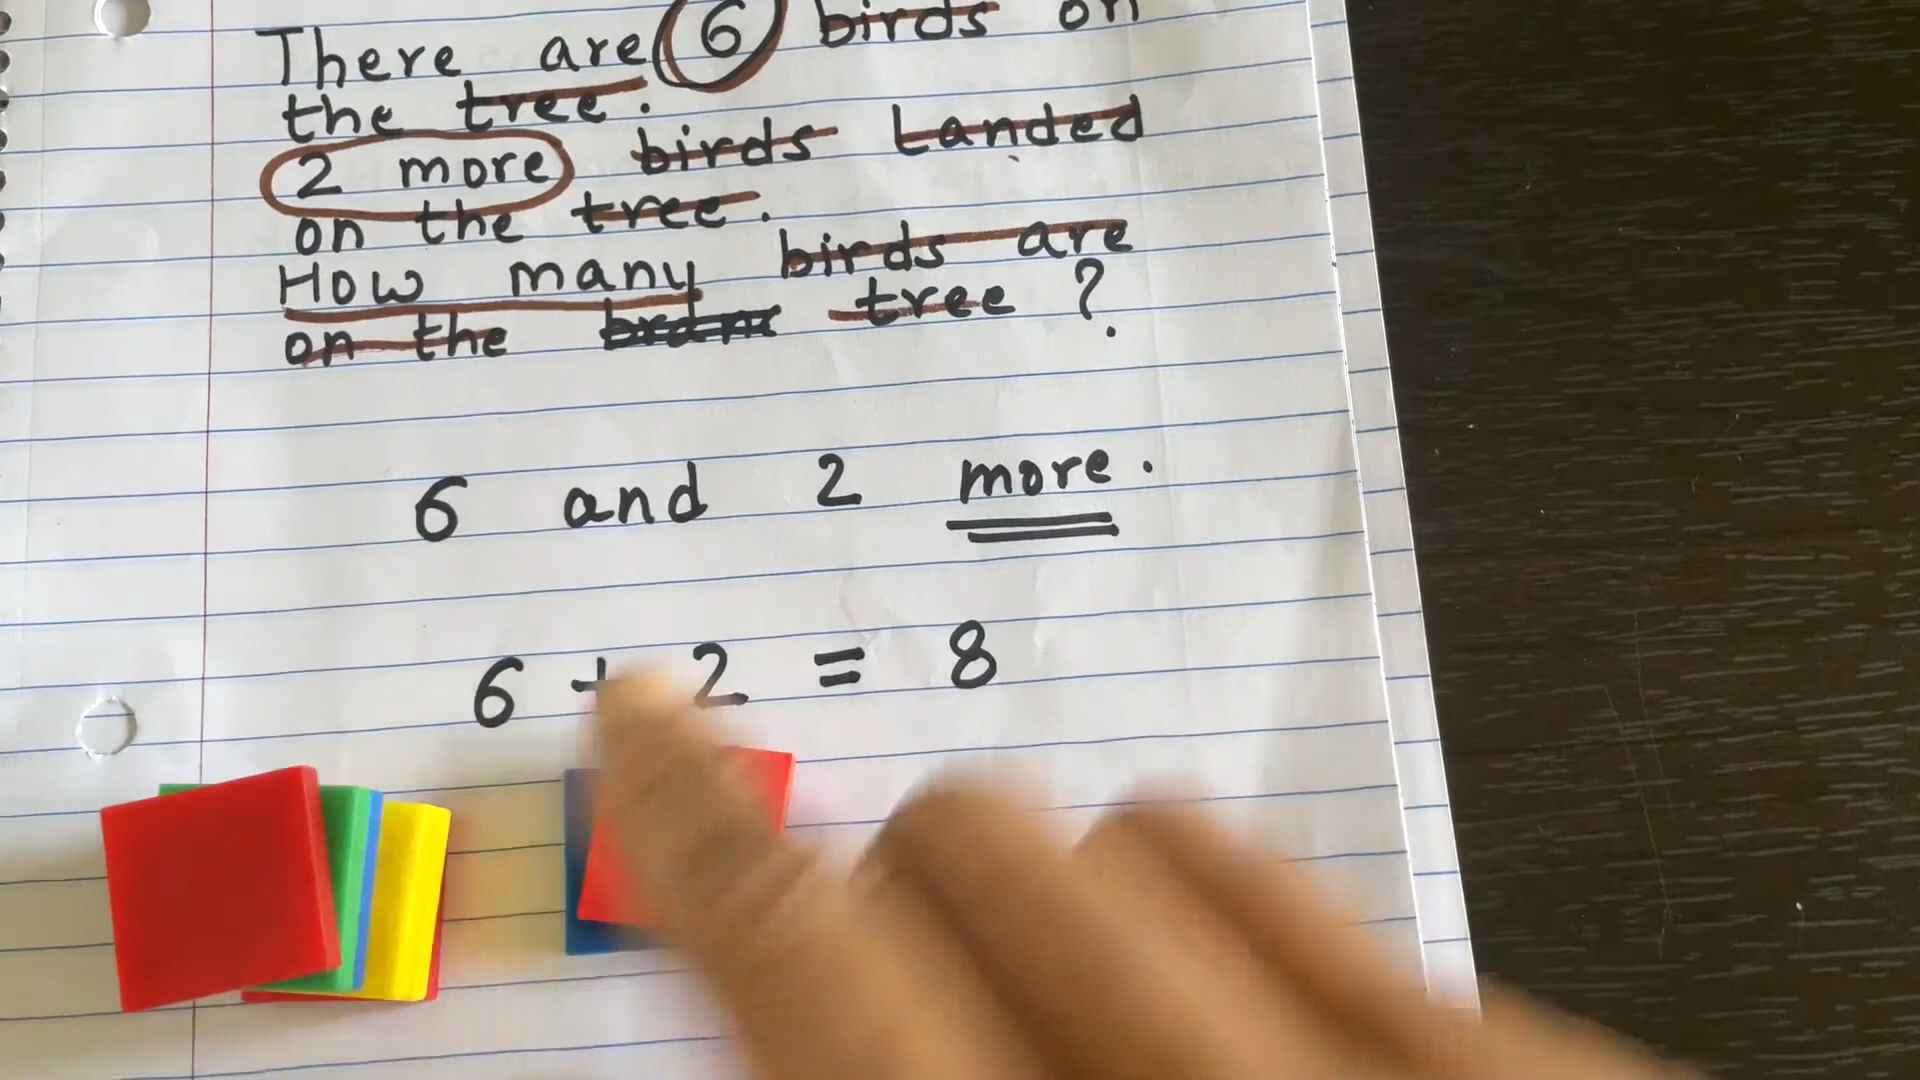 There are 6 birds on
the tree.
2 more birds Landed
on the tree.
How many birds are
on the tree?
6 and 2 more.
6 + 2 = 8